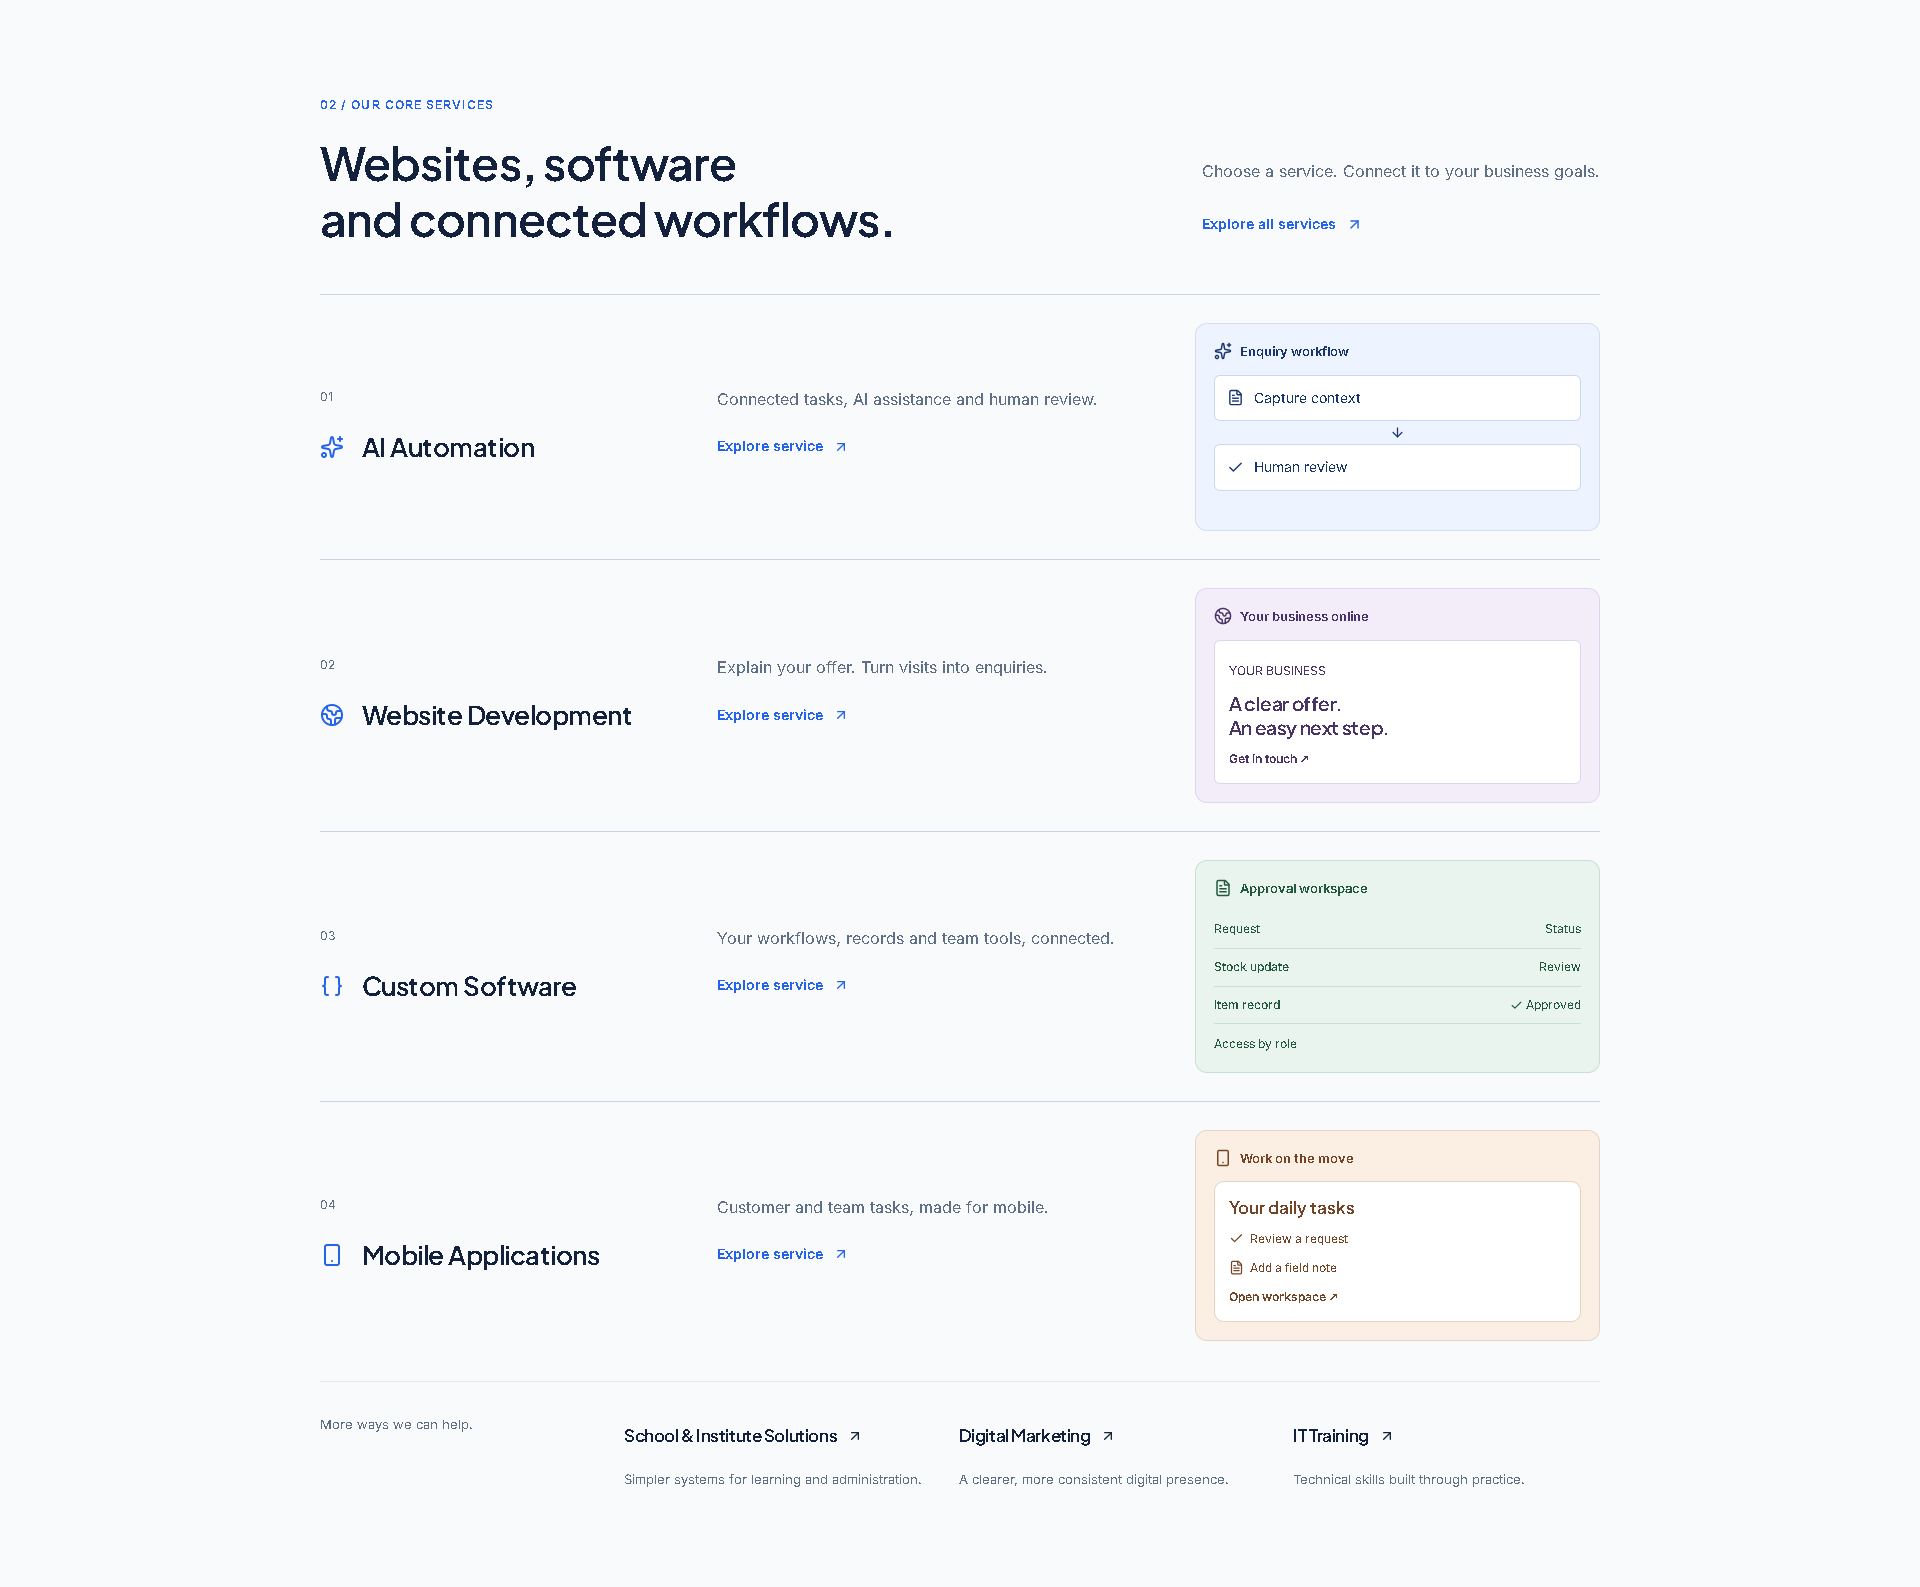 02 / OUR CORE SERVICES
Websites, software
and connected workflows.
Choose a service. Connect it to your business goals.
Explore all services
01
AI Automation
Connected tasks, AI assistance and human review.
Explore service
Enquiry workflow
Capture context
Human review
02
Website Development
Explain your offer. Turn visits into enquiries.
Explore service
Your business online
YOUR BUSINESS
A clear offer.
An easy next step.
Get in touch ↗
03
Custom Software
Your workflows, records and team tools, connected.
Explore service
Approval workspace
Request Status
Stock update Review
Item record Approved
Access by role
04
Mobile Applications
Customer and team tasks, made for mobile.
Explore service
Work on the move
Your daily tasks
Review a request
Add a field note
Open workspace ↗
More ways we can help.
School & Institute Solutions
Simpler systems for learning and administration.
Digital Marketing
A clearer, more consistent digital presence.
IT Training
Technical skills built through practice.